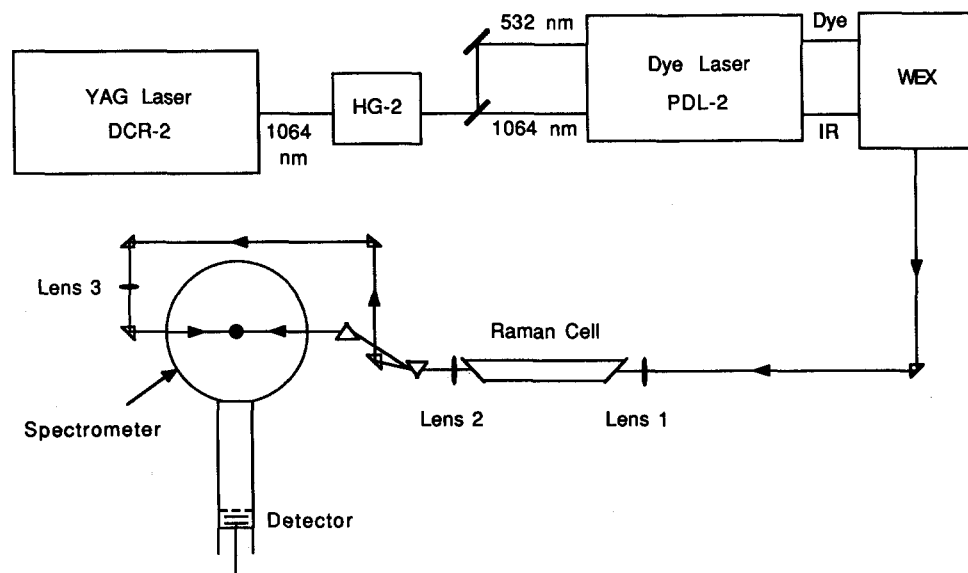 532 nm
Dye
YAG Laser
DCR-2
HG-2
Dye Laser
PDL-2
WEX
1064
nm
1064 nm
IR
Lens 3
Raman Cell
Lens 2
Lens 1
Spectrometer
Detector